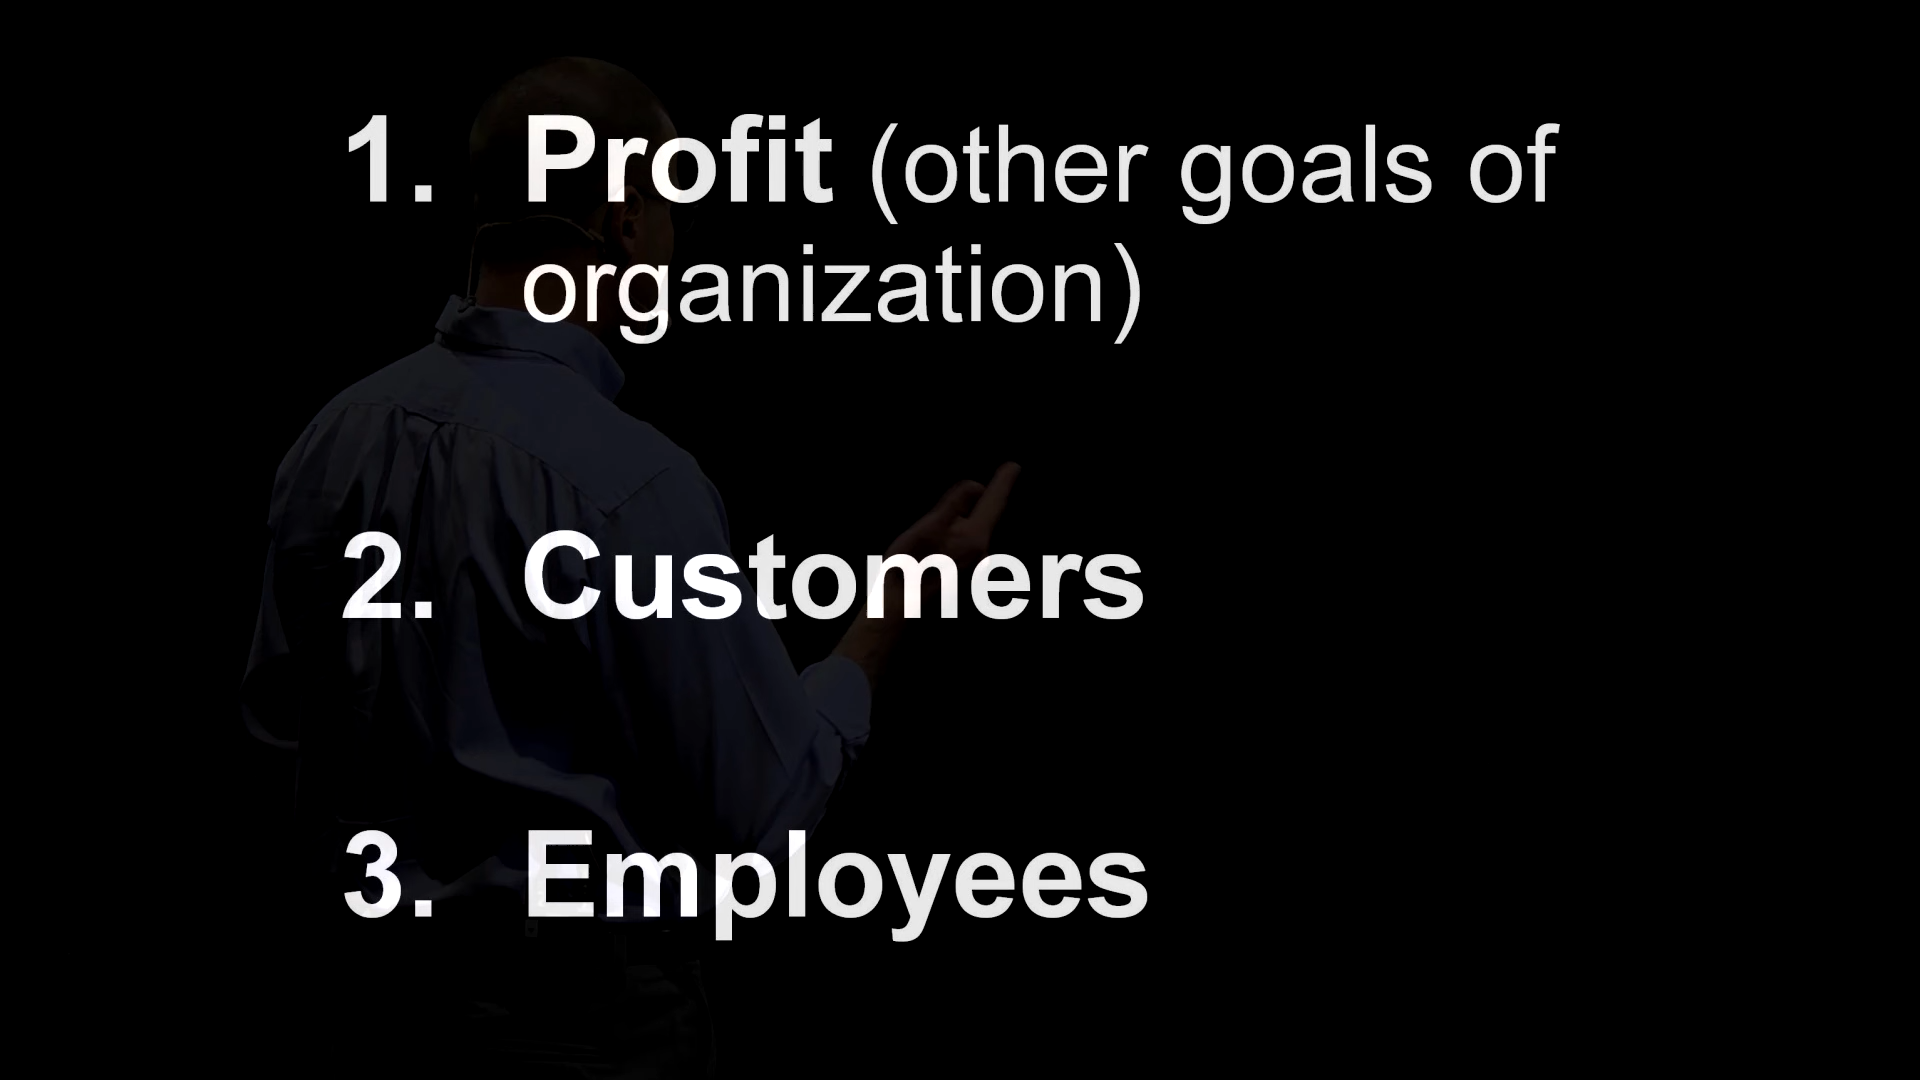 1. Profit (other goals of
organization)
2. Customers
3. Employees